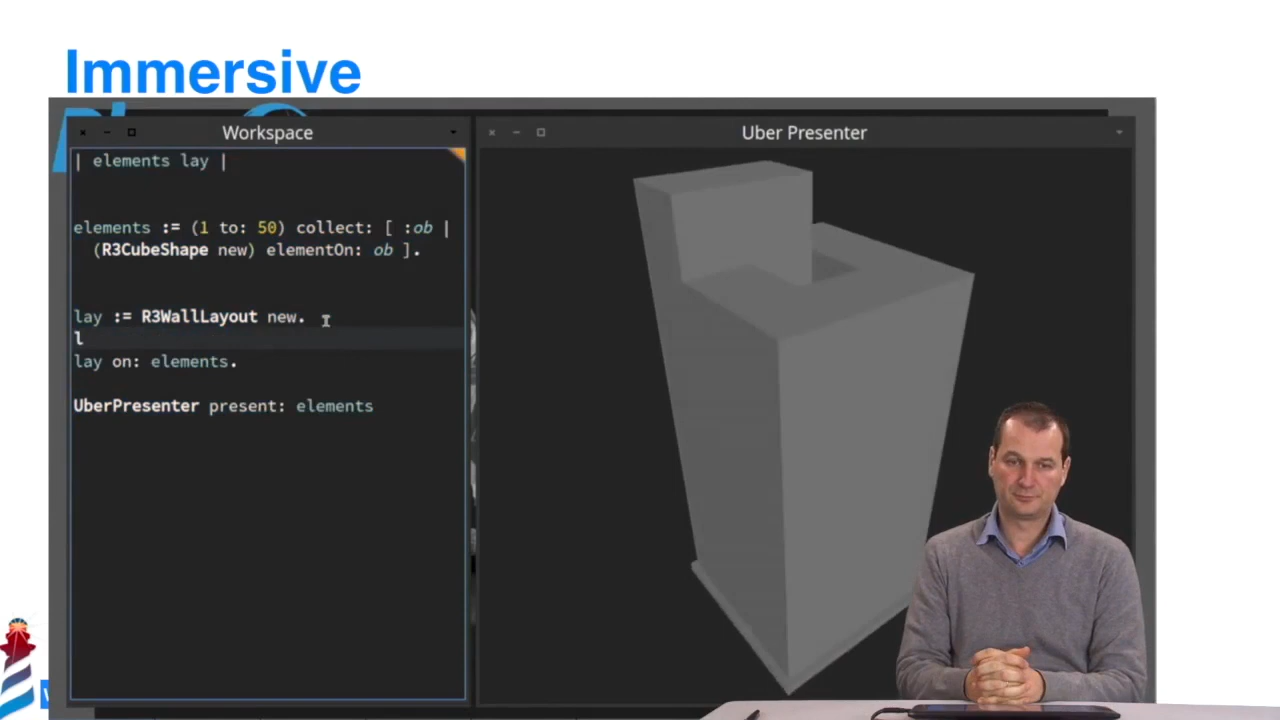 Immersive
Workspace
| elements lay |
elements := (1 to: 50) collect: [ :ob |
(R3CubeShape new) elementOn: ob ].
lay := R3WallLayout new.
l
lay on: elements.
UberPresenter present: elements
Uber Presenter